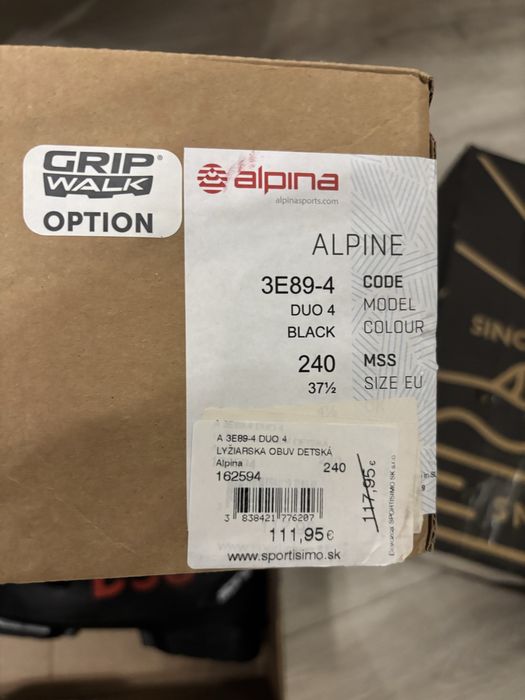 GRIP®
WALK
OPTION
alpina
alpinasports.com
ALPINE
3E89-4 CODE
DUO 4 MODEL
BLACK COLOUR
240 MSS
37½ SIZE EU
A 3E89-4 DUO 4
LYŽIARSKA OBUV DETSKÁ
Alpina 240
162594
3 838421 776207
111,95€
www.sportisimo.sk
117,95€
SINC